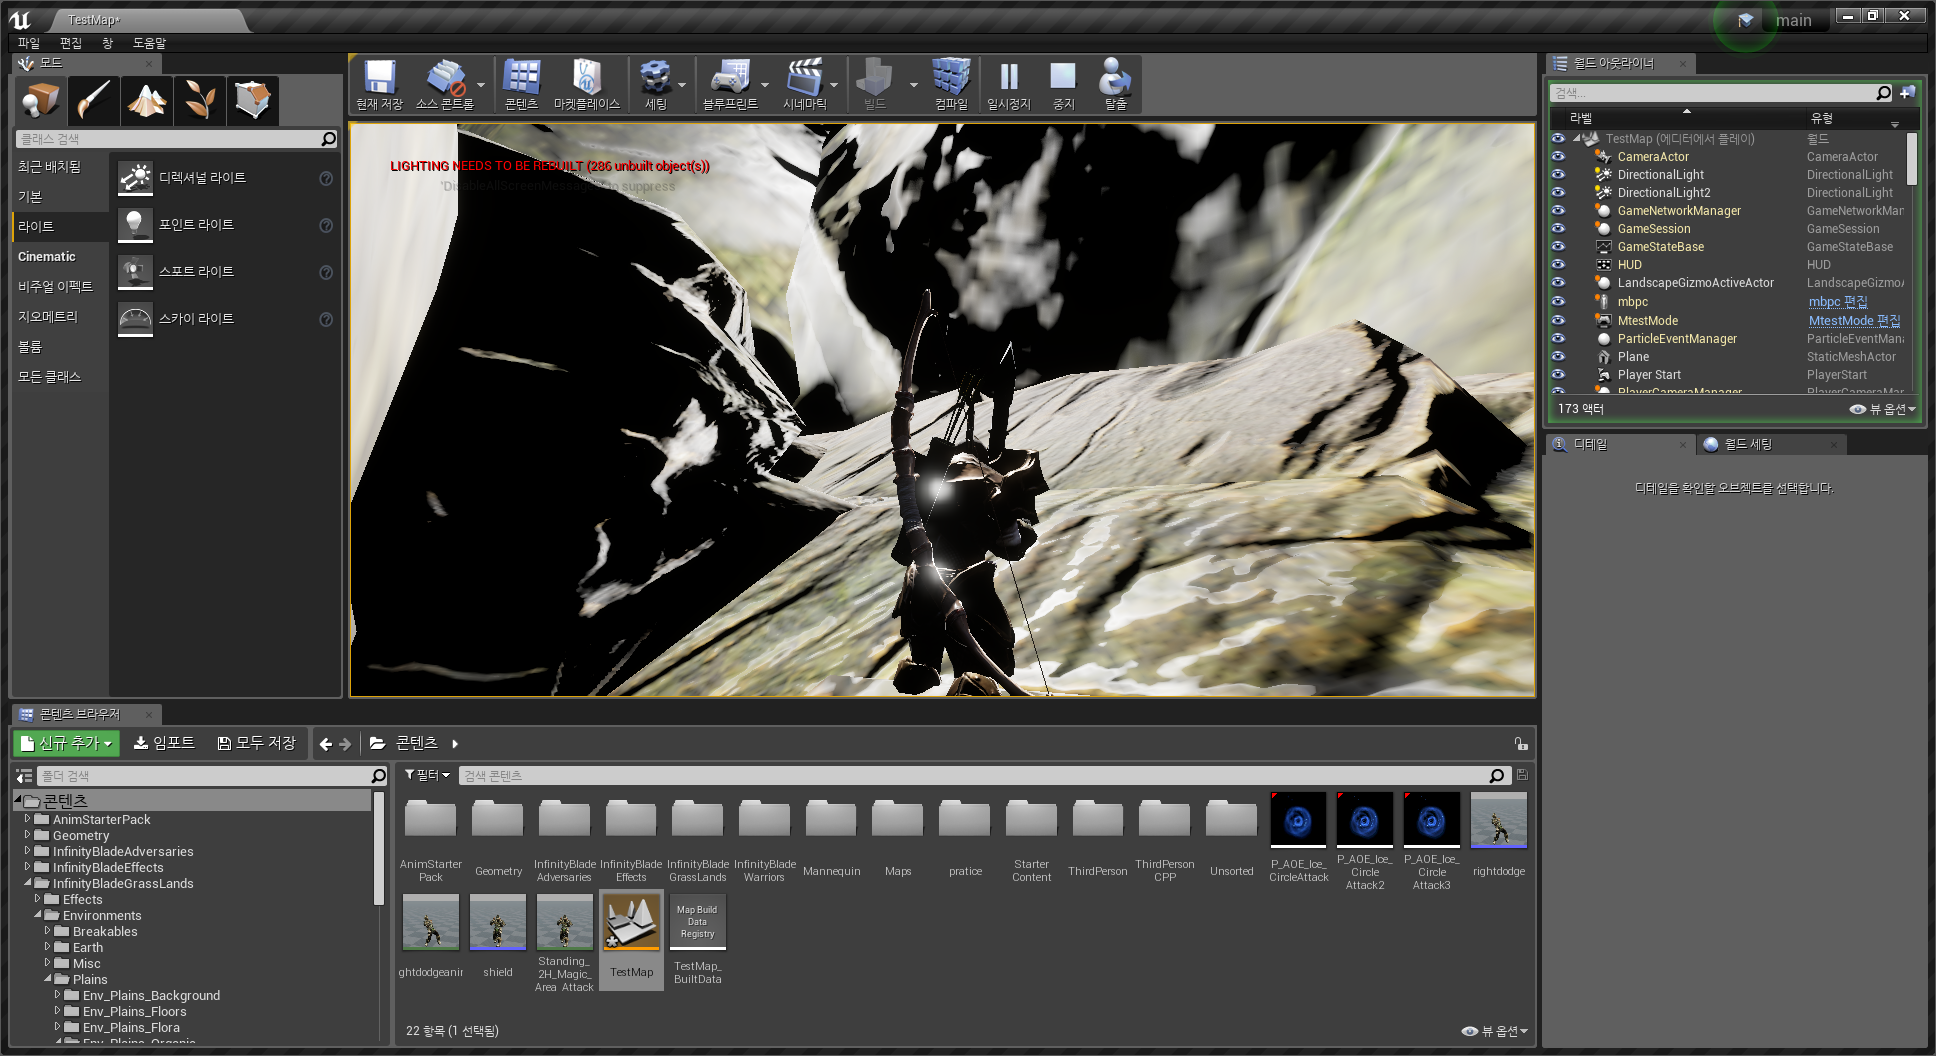 TestMap*
main
파일 편집 창 도움말
모드
클래스 검색
최근 배치됨
기본
라이트
Cinematic
비주얼 이펙트
지오메트리
볼륨
모든 클래스
디렉셔널 라이트
포인트 라이트
스포트 라이트
스카이 라이트
현재 저장 소스 콘트롤 콘텐츠 마켓플레이스 세팅 블루프린트 시네마틱 빌드 컴파일 일시정지 중지 탈출
LIGHTING NEEDS TO BE REBUILT (286 unbuilt object(s))
'DisableAllScreenMessages' to suppress
월드 아웃라이너
검색...
라벨 유형
TestMap (에디터에서 플레이) 월드
CameraActor CameraActor
DirectionalLight DirectionalLight
DirectionalLight2 DirectionalLight
GameNetworkManager GameNetworkMan
GameSession GameSession
GameStateBase GameStateBase
HUD HUD
LandscapeGizmoActiveActor LandscapeGizmoA
mbpc mbpc 편집
MtestMode MtestMode 편집
ParticleEventManager ParticleEventMana
Plane StaticMeshActor
Player Start PlayerStart
PlayerCameraManager PlayerCameraMan
173 액터 뷰 옵션
디테일 월드 세팅
디테일을 확인할 오브젝트를 선택합니다.
콘텐츠 브라우저
신규 추가 임포트 모두 저장 콘텐츠
폴더 검색
콘텐츠
AnimStarterPack
Geometry
InfinityBladeAdversaries
InfinityBladeEffects
InfinityBladeGrassLands
Effects
Environments
Breakables
Earth
Misc
Plains
Env_Plains_Background
Env_Plains_Floors
Env_Plains_Flora
Env_Plains_Organic
필터 검색 콘텐츠
AnimStarter
Pack
Geometry
InfinityBlade
Adversaries
InfinityBlade
Effects
InfinityBlade
GrassLands
InfinityBlade
Warriors
Mannequin
Maps
pratice
Starter
Content
ThirdPerson
ThirdPerson
CPP
Unsorted
P_AOE_Ice_
CircleAttack
P_AOE_Ice_
Circle
Attack2
P_AOE_Ice_
Circle
Attack3
rightdodge
ghtdodgeanir
shield
Standing_
2H_Magic_
Area_Attack
TestMap
Map Build
Data
Registry
TestMap_
BuiltData
22 항목 (1 선택됨) 뷰 옵션